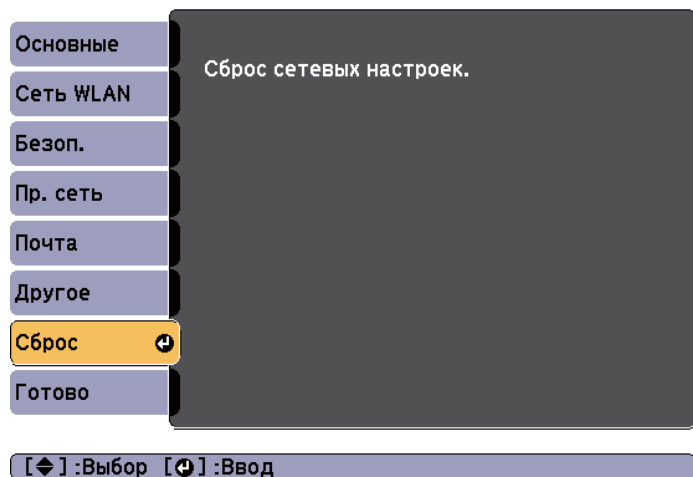 Основные
Сброс сетевых настроек.
Сеть WLAN
Безоп.
Пр. сеть
Почта
Другое
Сброс
Готово
[◆] :Выбор [⏎] :Ввод